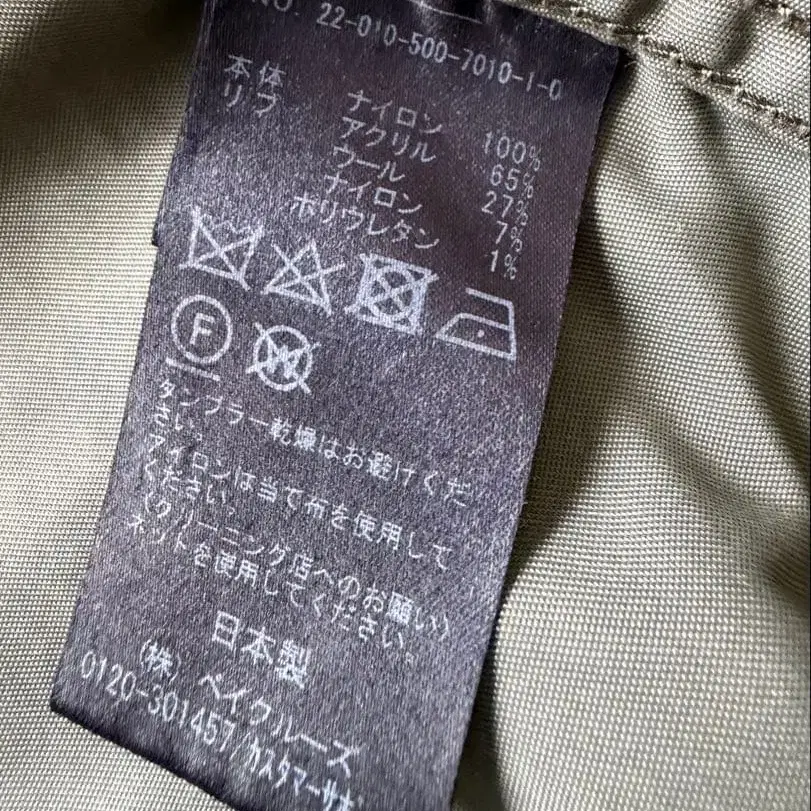 NO. 22-010-500-7010-1-0
本体 ナイロン 100%
リブ アクリル 65%
ウール 27%
ナイロン 7%
ポリウレタン 1%
F W
タンブラー乾燥はお避けくだ
さい。
アイロンは当て布を使用して
ください。
(クリーニング店へのお願い)
ネットを使用してください。
日本製
(株) ベイクルーズ
0120-301457/カスタマーサポ